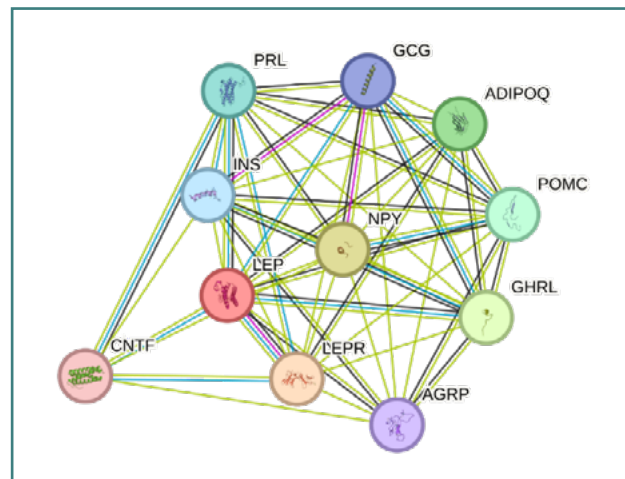 PRL
GCG
ADIPOQ
INS
POMC
NPY
LEP
GHRL
CNTF
LEPR
AGRP